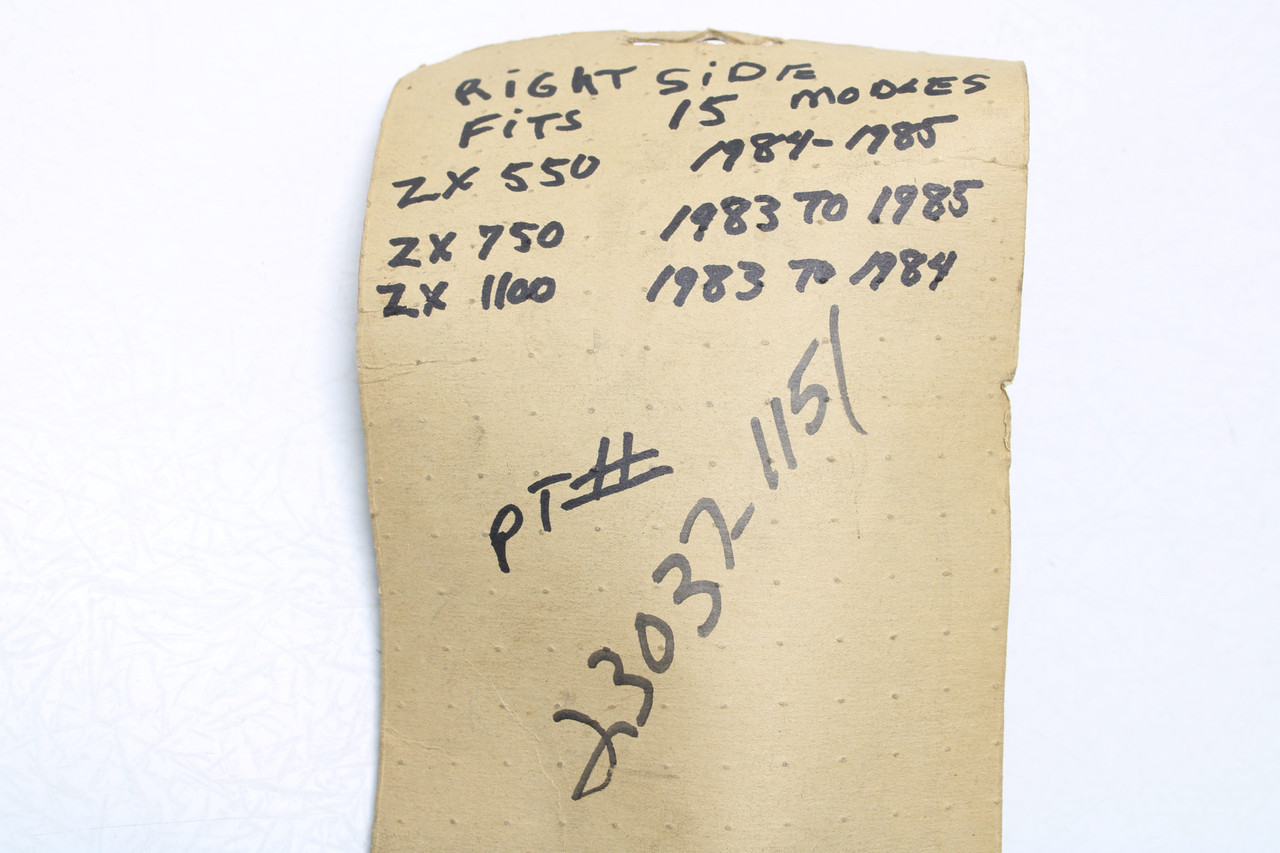 RiGHT SiDE
FiTS 15 MODLES
ZX 550 1984-1985
ZX 750 1983 TO 1985
ZX 1100 1983 TO 1984
PT#
23037-1151